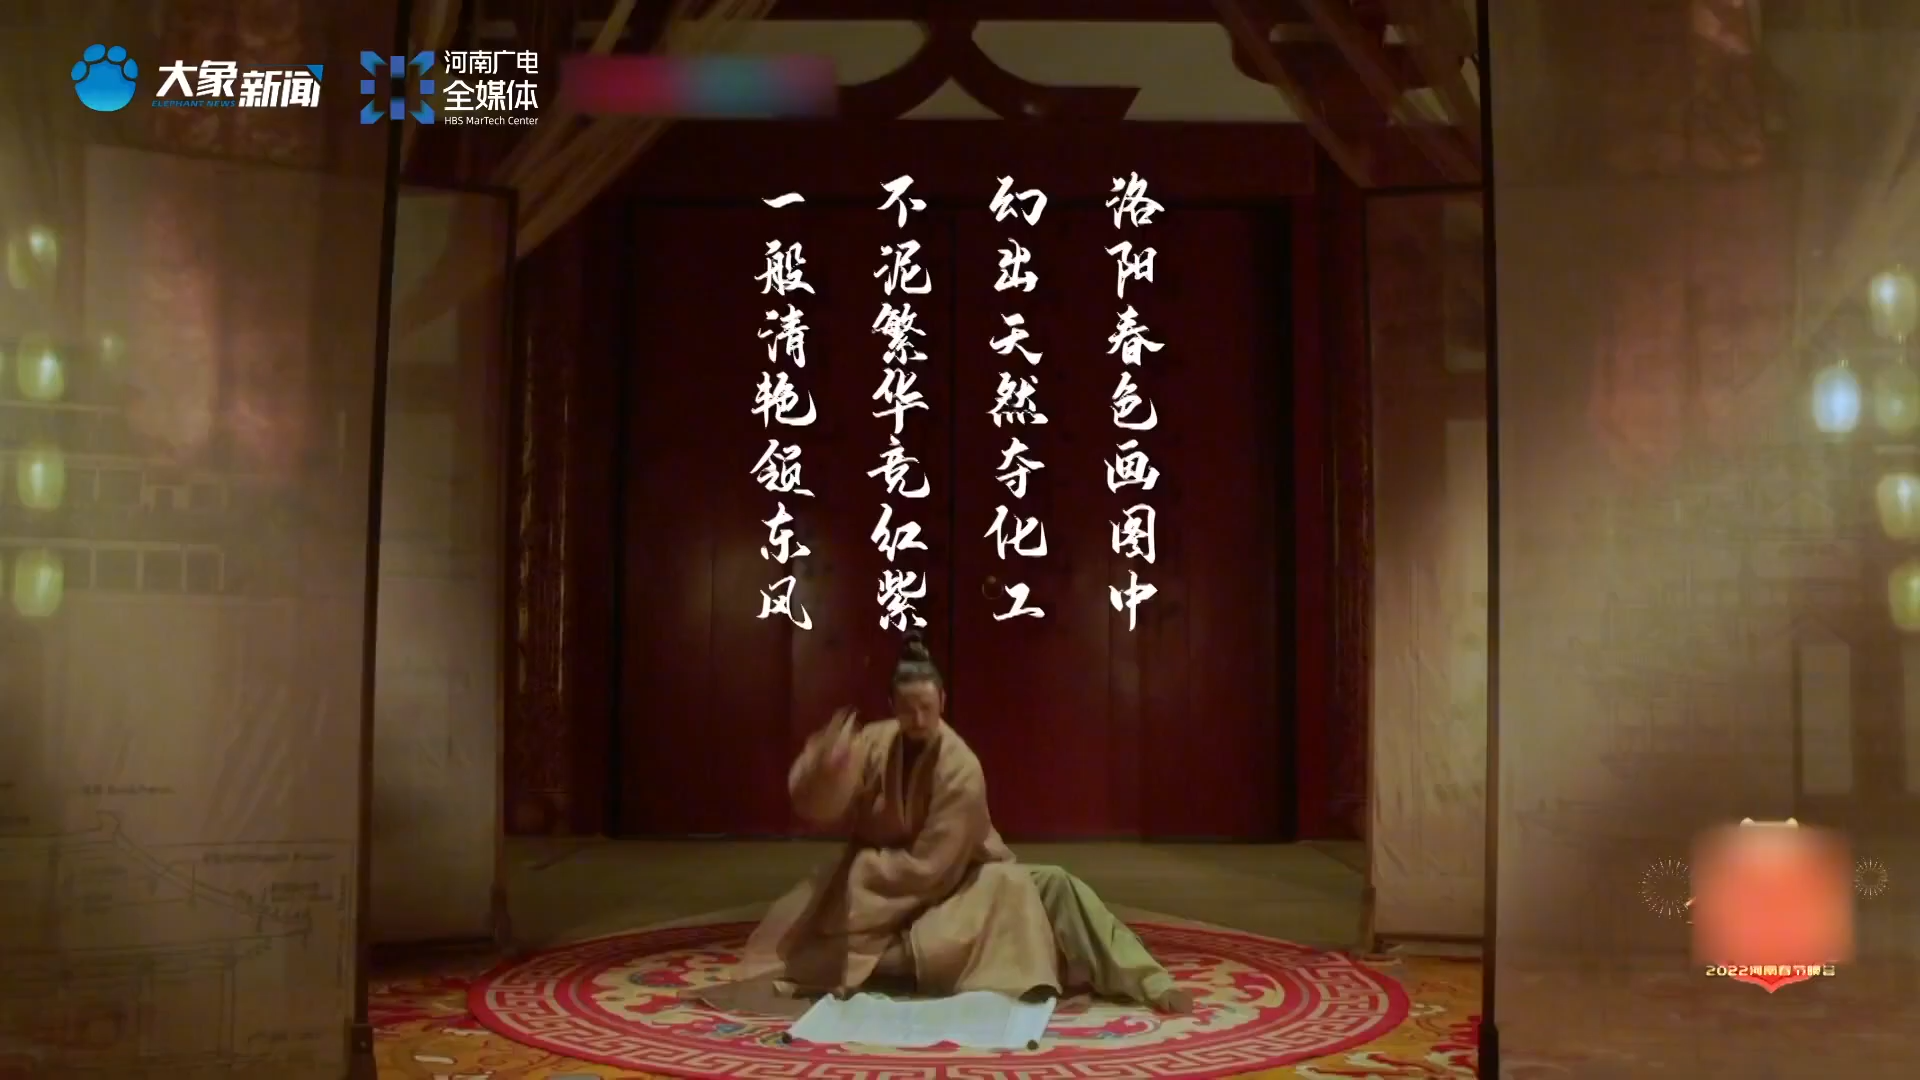 大象新闻
ELEPHANT NEWS
河南广电
全媒体
HBS MarTech Center
洛阳春色画图中
幻出天然夺化工
不泥繁华竞红紫
一般清艳领东风
2022河南春节晚会